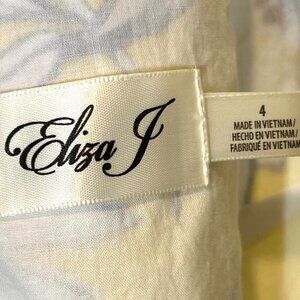 Eliza J
4
MADE IN VIETNAM/
HECHO EN VIETNAM/
FABRIQUÉ EN VIETNAM